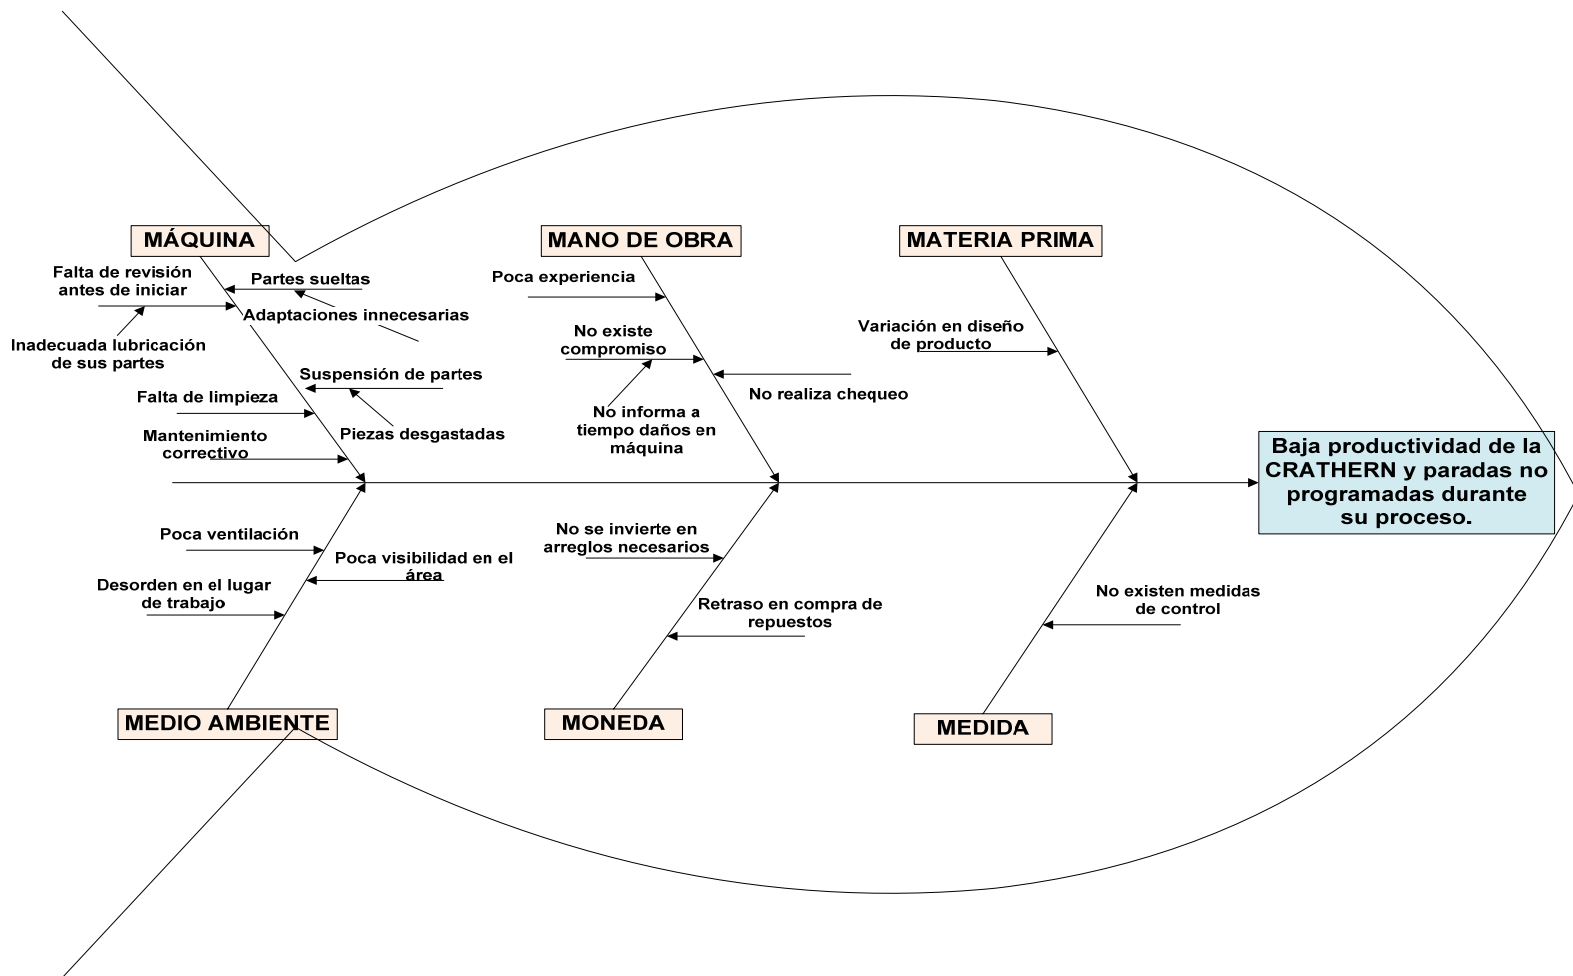 MÁQUINA
Falta de revisión
antes de iniciar
Partes sueltas
Adaptaciones innecesarias
Inadecuada lubricación
de sus partes
Suspensión de partes
Falta de limpieza
Piezas desgastadas
Mantenimiento
correctivo
MANO DE OBRA
Poca experiencia
No existe
compromiso
No realiza chequeo
No informa a
tiempo daños en
máquina
MATERIA PRIMA
Variación en diseño
de producto
Baja productividad de la
CRATHERN y paradas no
programadas durante
su proceso.
Poca ventilación
Poca visibilidad en el
área
Desorden en el lugar
de trabajo
MEDIO AMBIENTE
No se invierte en
arreglos necesarios
Retraso en compra de
repuestos
MONEDA
No existen medidas
de control
MEDIDA